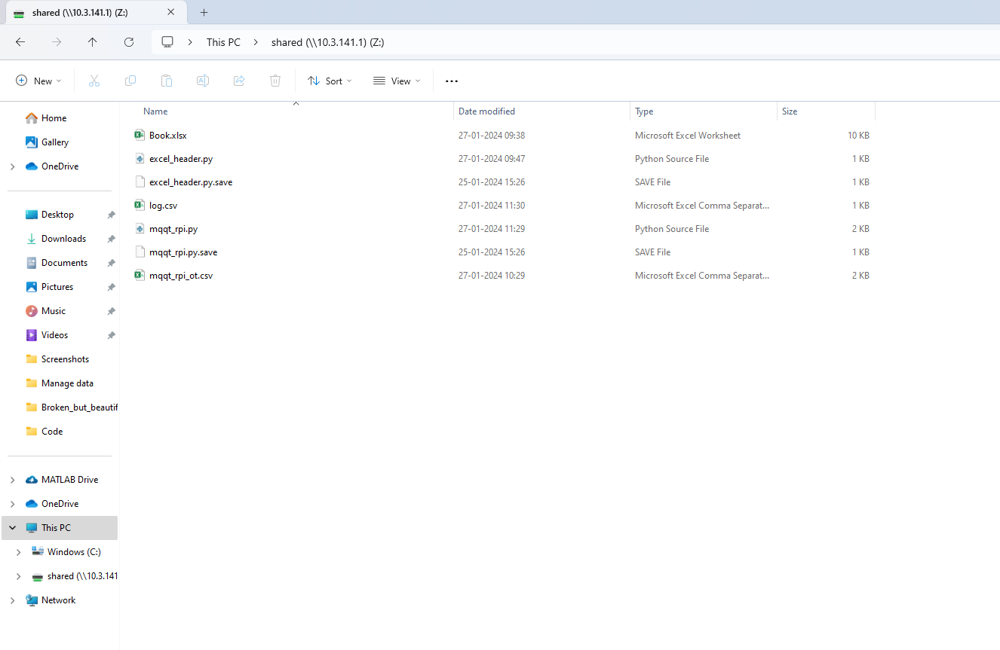 shared (\\10.3.141.1) (Z:)
This PC shared (\\10.3.141.1) (Z:)
New Sort View
Home
Gallery
OneDrive
Desktop
Downloads
Documents
Pictures
Music
Videos
Screenshots
Manage data
Broken_but_beautif
Code
MATLAB Drive
OneDrive
This PC
Windows (C:)
shared (\\10.3.141
Network
Name Date modified Type Size
Book.xlsx 27-01-2024 09:38 Microsoft Excel Worksheet 10 KB
excel_header.py 27-01-2024 09:47 Python Source File 1 KB
excel_header.py.save 25-01-2024 15:26 SAVE File 1 KB
log.csv 27-01-2024 11:30 Microsoft Excel Comma Separat... 1 KB
mqqt_rpi.py 27-01-2024 11:29 Python Source File 2 KB
mqqt_rpi.py.save 25-01-2024 15:26 SAVE File 1 KB
mqqt_rpi_ot.csv 27-01-2024 10:29 Microsoft Excel Comma Separat... 2 KB